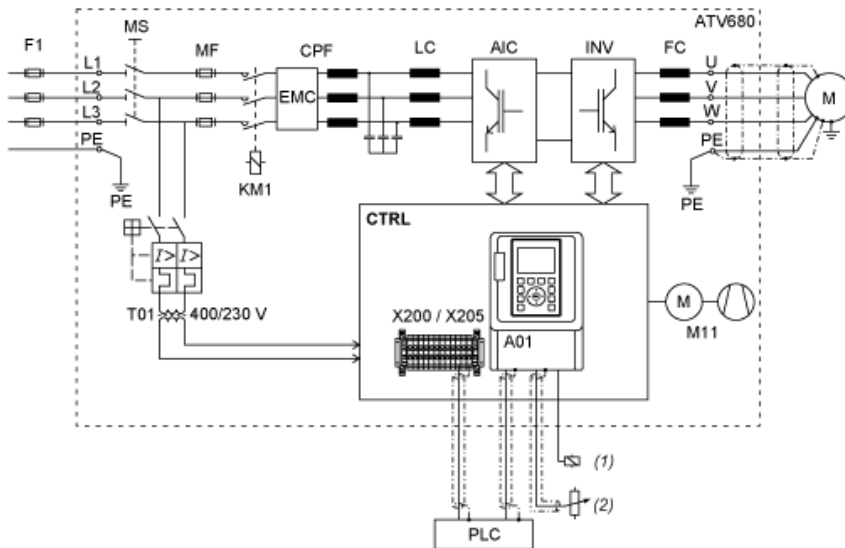 ATV680
F1 MS MF CPF LC AIC INV FC
L1 U
L2 EMC V M
L3 W
PE PE
KM1
PE PE
CTRL
I> I>
T01 400/230 V X200 / X205 M
A01 M11
(1)
(2)
PLC